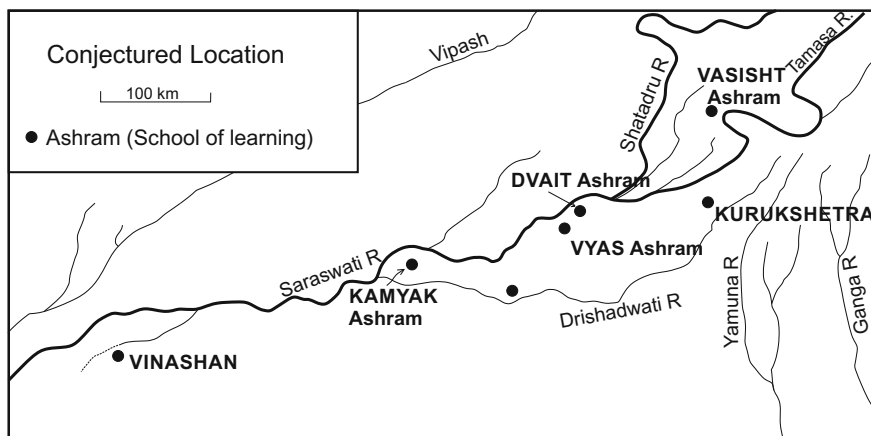 Conjectured Location
100 km
Ashram (School of learning)
Vipash
Shatadru R
Tamasa R.
VASISHT
Ashram
DVAIT Ashram
KURUKSHETRA
VYAS Ashram
Saraswati R
KAMYAK
Ashram
Drishadwati R
Yamuna R
Ganga R
VINASHAN